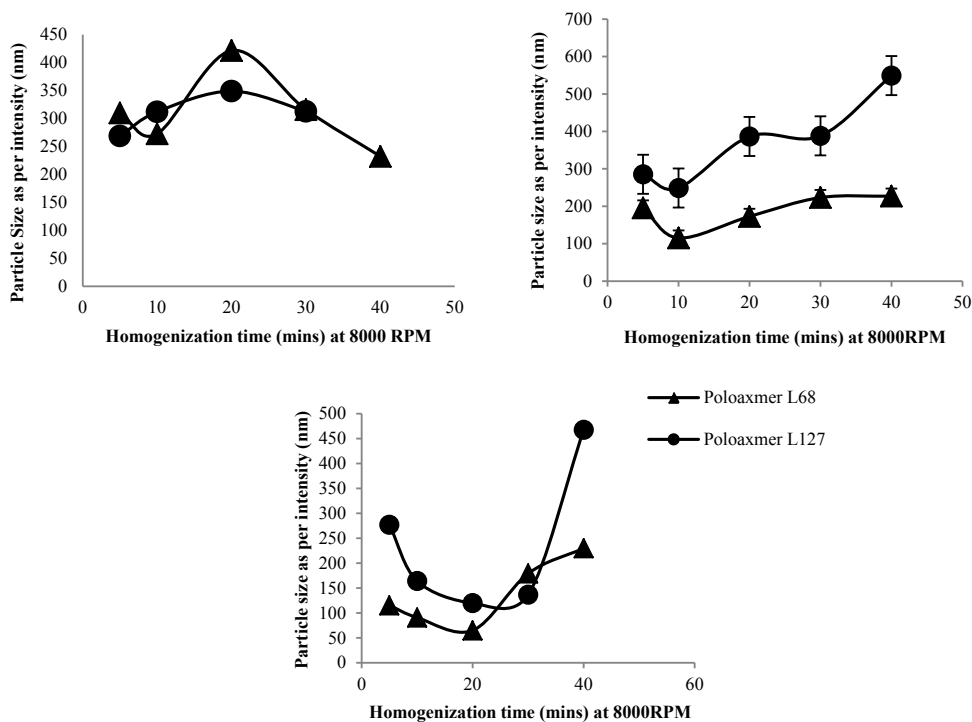 Particle Size as per intensity (nm)
450
400
350
300
250
200
150
100
50
0
0 10 20 30 40 50
Homogenization time (mins) at 8000 RPM
Particle size as per intensity (nm)
700
600
500
400
300
200
100
0
0 10 20 30 40 50
Homogenization time (mins) at 8000RPM
Particle size as per intensity (nm)
500
450
400
350
300
250
200
150
100
50
0
0 20 40 60
Homogenization time (mins) at 8000RPM
Poloaxmer L68
Poloaxmer L127